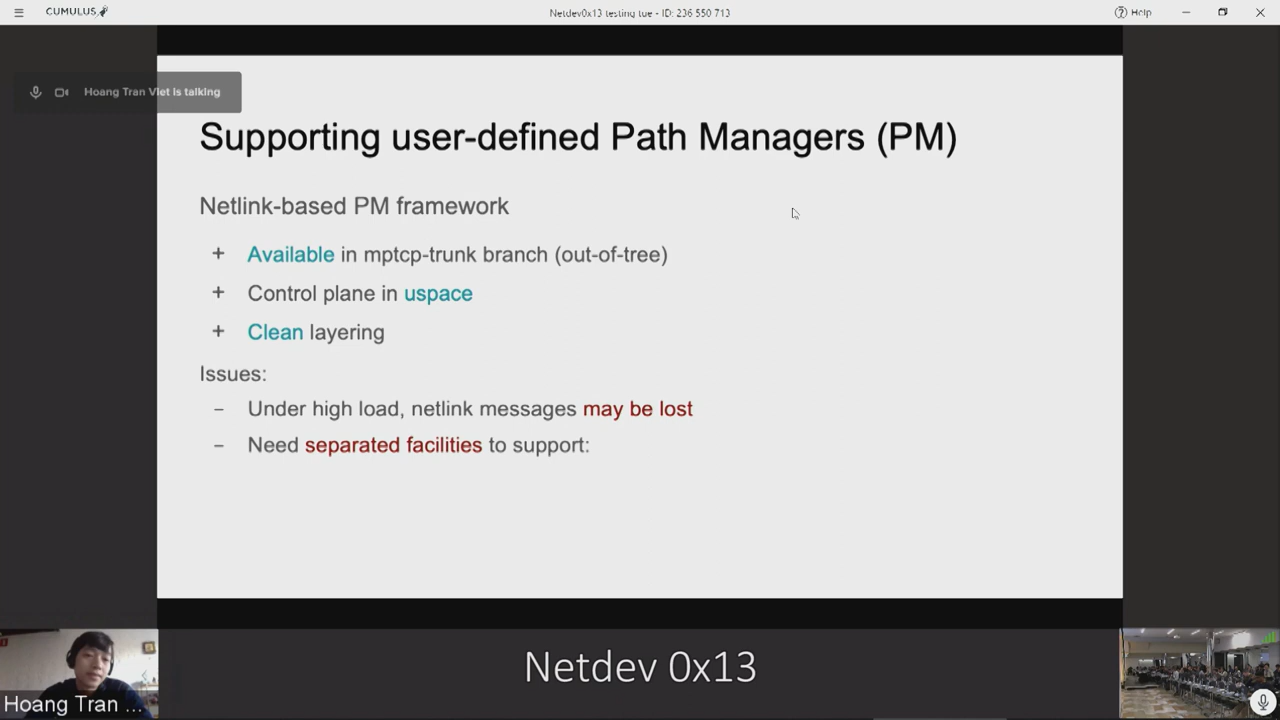 CUMULUS
Netdev0x13 testing tue - ID: 236 550 713
Help
Hoang Tran Viet is talking
Supporting user-defined Path Managers (PM)
Netlink-based PM framework
+ Available in mptcp-trunk branch (out-of-tree)
+ Control plane in uspace
+ Clean layering
Issues:
- Under high load, netlink messages may be lost
- Need separated facilities to support:
Hoang Tran ...
Netdev 0x13